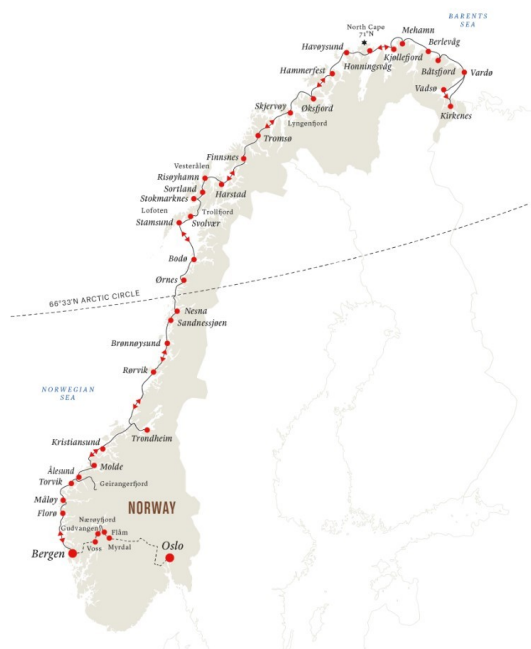 BARENTS
SEA
North Cape
71°N
Mehamn
Berlevåg
Havøysund
Kjøllefjord
Honningsvåg
Båtsfjord
Vardø
Hammerfest
Vadsø
Skjervøy
Øksfjord
Kirkenes
Lyngenfjord
Tromsø
Finnsnes
Vesterålen
Risøyhamn
Harstad
Sortland
Stokmarknes
Lofoten
Trollfjord
Stamsund
Svolvær
Bodø
Ørnes
66°33'N ARCTIC CIRCLE
Nesna
Sandnessjøen
Brønnøysund
Rørvik
NORWEGIAN
SEA
Trondheim
Kristiansund
Molde
Ålesund
Torvik
Geirangerfjord
Måløy
NORWAY
Florø
Nærøyfjord
Gudvangen
Flåm
Bergen
Voss
Myrdal
Oslo